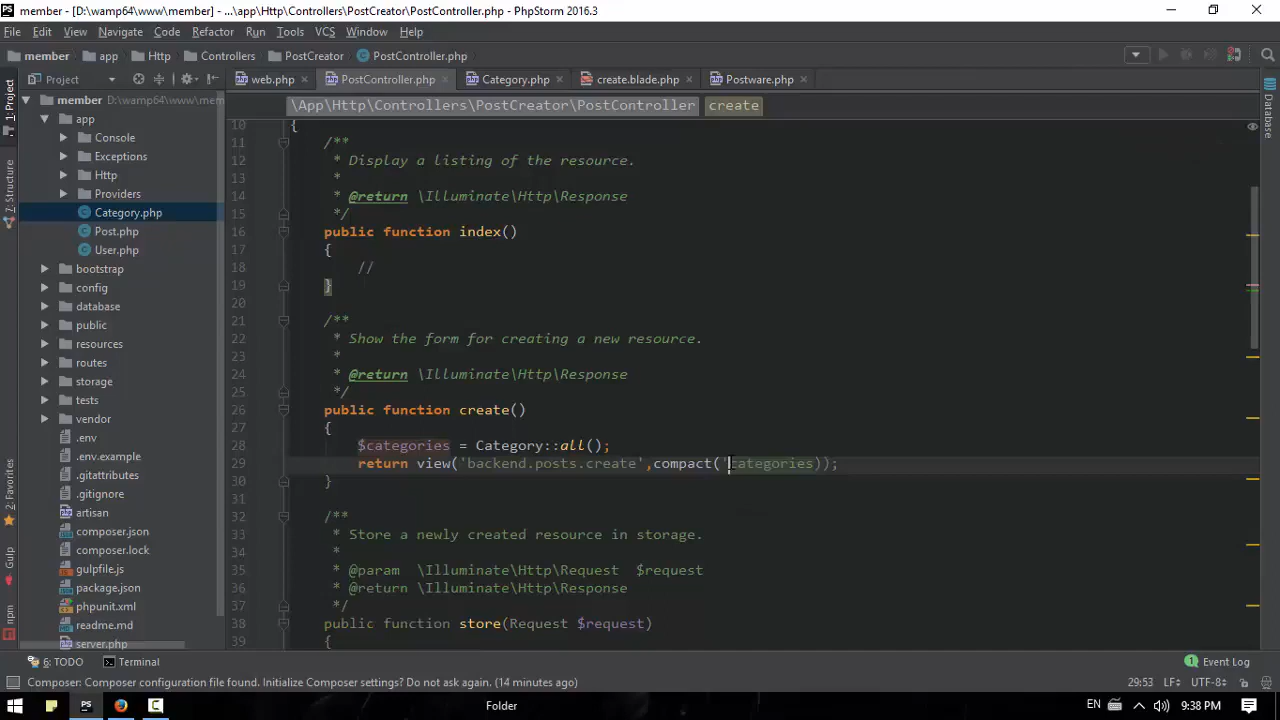 member - [D:\wamp64\www\member] - ...\app\Http\Controllers\PostCreator\PostController.php - PhpStorm 2016.3
File Edit View Navigate Code Refactor Run Tools VCS Window Help
member app Http Controllers PostCreator PostController.php
Project web.php PostController.php Category.php create.blade.php Postware.php
member D:\wamp64\www\mem
app
Console
Exceptions
Http
Providers
Category.php
Post.php
User.php
bootstrap
config
database
public
resources
routes
storage
tests
vendor
.env
.env.example
.gitattributes
.gitignore
artisan
composer.json
composer.lock
gulpfile.js
package.json
phpunit.xml
readme.md
server.php
1: Project
7: Structure
2: Favorites
Gulp
npm
\App\Http\Controllers\PostCreator\PostController create
10 {
11 /**
12 * Display a listing of the resource.
13 *
14 * @return \Illuminate\Http\Response
15 */
16 public function index()
17 {
18 //
19 }
20
21 /**
22 * Show the form for creating a new resource.
23 *
24 * @return \Illuminate\Http\Response
25 */
26 public function create()
27 {
28 $categories = Category::all();
29 return view('backend.posts.create',compact('categories));
30 }
31
32 /**
33 * Store a newly created resource in storage.
34 *
35 * @param \Illuminate\Http\Request $request
36 * @return \Illuminate\Http\Response
37 */
38 public function store(Request $request)
39 {
Database
6: TODO Terminal 1 Event Log
Composer: Composer configuration file found. Initialize Composer settings? Do not ask again. (14 minutes ago) 29:53 LF÷ UTF-8÷
Folder EN 9:38 PM